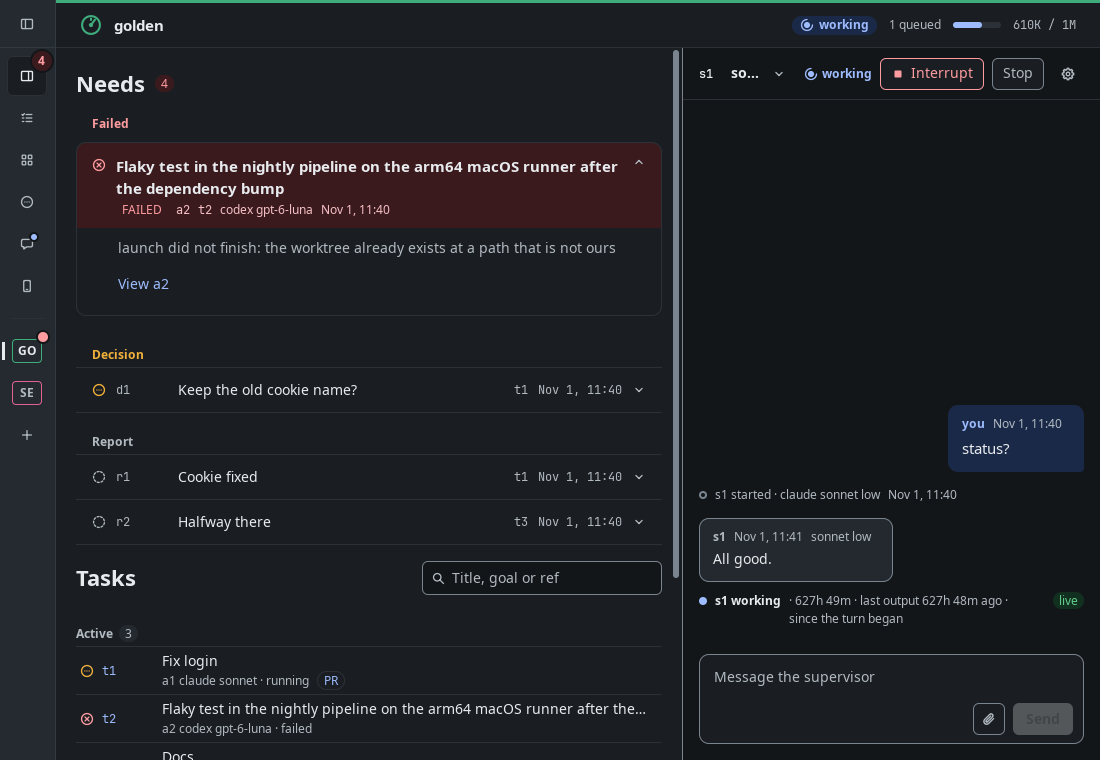 golden
working
1 queued
610K / 1M
4
GO
SE
Needs 4
Failed
Flaky test in the nightly pipeline on the arm64 macOS runner after
the dependency bump
FAILED a2 t2 codex gpt-6-luna Nov 1, 11:40
launch did not finish: the worktree already exists at a path that is not ours
View a2
Decision
d1 Keep the old cookie name? t1 Nov 1, 11:40
Report
r1 Cookie fixed t1 Nov 1, 11:40
r2 Halfway there t3 Nov 1, 11:40
Tasks
Title, goal or ref
Active 3
t1 Fix login
a1 claude sonnet · running PR
t2 Flaky test in the nightly pipeline on the arm64 macOS runner after the…
a2 codex gpt-6-luna · failed
Docs
s1 so… working Interrupt Stop
you Nov 1, 11:40
status?
s1 started · claude sonnet low Nov 1, 11:40
s1 Nov 1, 11:41 sonnet low
All good.
s1 working · 627h 49m · last output 627h 48m ago · live
since the turn began
Message the supervisor
Send